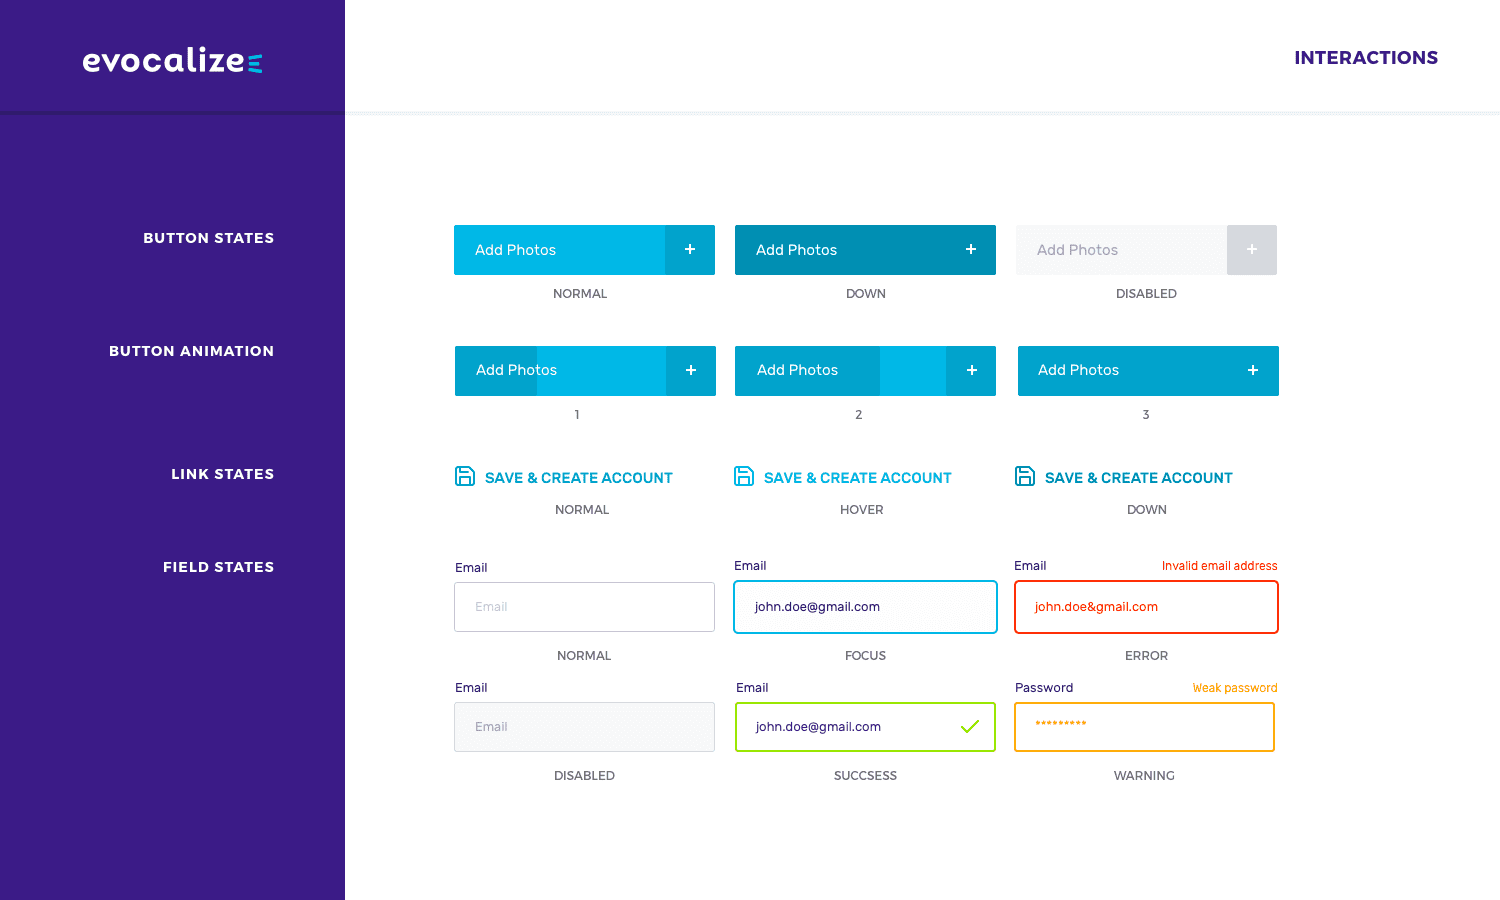 evocalize
INTERACTIONS
BUTTON STATES
Add Photos +
Add Photos +
Add Photos +
NORMAL
DOWN
DISABLED
BUTTON ANIMATION
Add Photos +
Add Photos +
Add Photos +
1
2
3
LINK STATES
SAVE & CREATE ACCOUNT
SAVE & CREATE ACCOUNT
SAVE & CREATE ACCOUNT
NORMAL
HOVER
DOWN
FIELD STATES
Email
Email
Email
Invalid email address
Email
john.doe@gmail.com
john.doe&gmail.com
NORMAL
FOCUS
ERROR
Email
Email
Password
Weak password
Email
john.doe@gmail.com
*********
DISABLED
SUCCSESS
WARNING